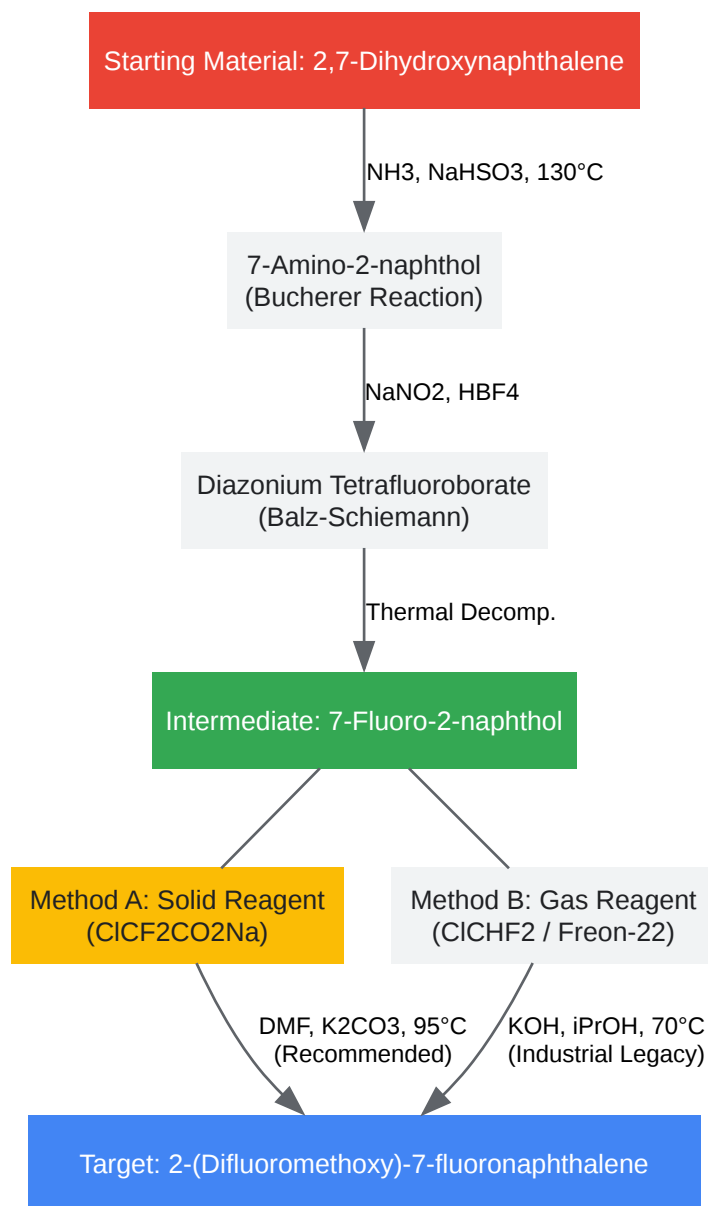 Starting Material: 2,7-Dihydroxynaphthalene
NH3, NaHSO3, 130°C
7-Amino-2-naphthol
(Bucherer Reaction)
NaNO2, HBF4
Diazonium Tetrafluoroborate
(Balz-Schiemann)
Thermal Decomp.
Intermediate: 7-Fluoro-2-naphthol
Method A: Solid Reagent
(ClCF2CO2Na)
Method B: Gas Reagent
(ClCHF2 / Freon-22)
DMF, K2CO3, 95°C
(Recommended)
KOH, iPrOH, 70°C
(Industrial Legacy)
Target: 2-(Difluoromethoxy)-7-fluoronaphthalene